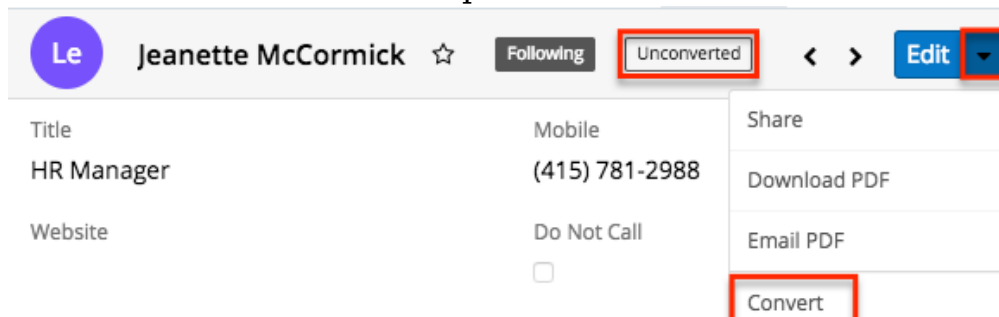 Le Jeanette McCormick Following Unconverted Edit
Title Mobile Share
HR Manager (415) 781-2988 Download PDF
Website Do Not Call Email PDF
Convert